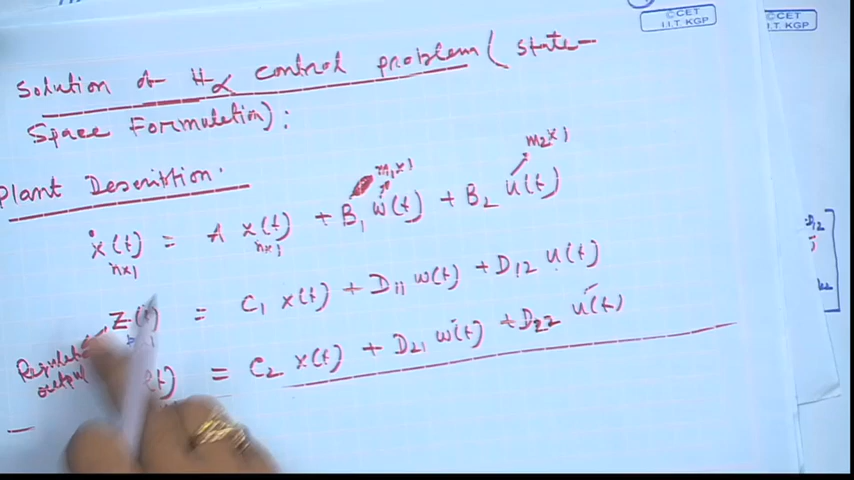 ©CET
I.I.T. KGP
©CET
I.I.T. KGP
Solution of H∞ control problem (state-
Space Formulation):
Plant Description:
ẋ(t) = A x(t) + B₁ w(t) + B₂ u(t)
n×1 n×1 m₁×1 m₂×1
Z(t) = C₁ x(t) + D₁₁ w(t) + D₁₂ u(t)
(t) = C₂ x(t) + D₂₁ w(t) + D₂₂ u(t)
output
D₁₂